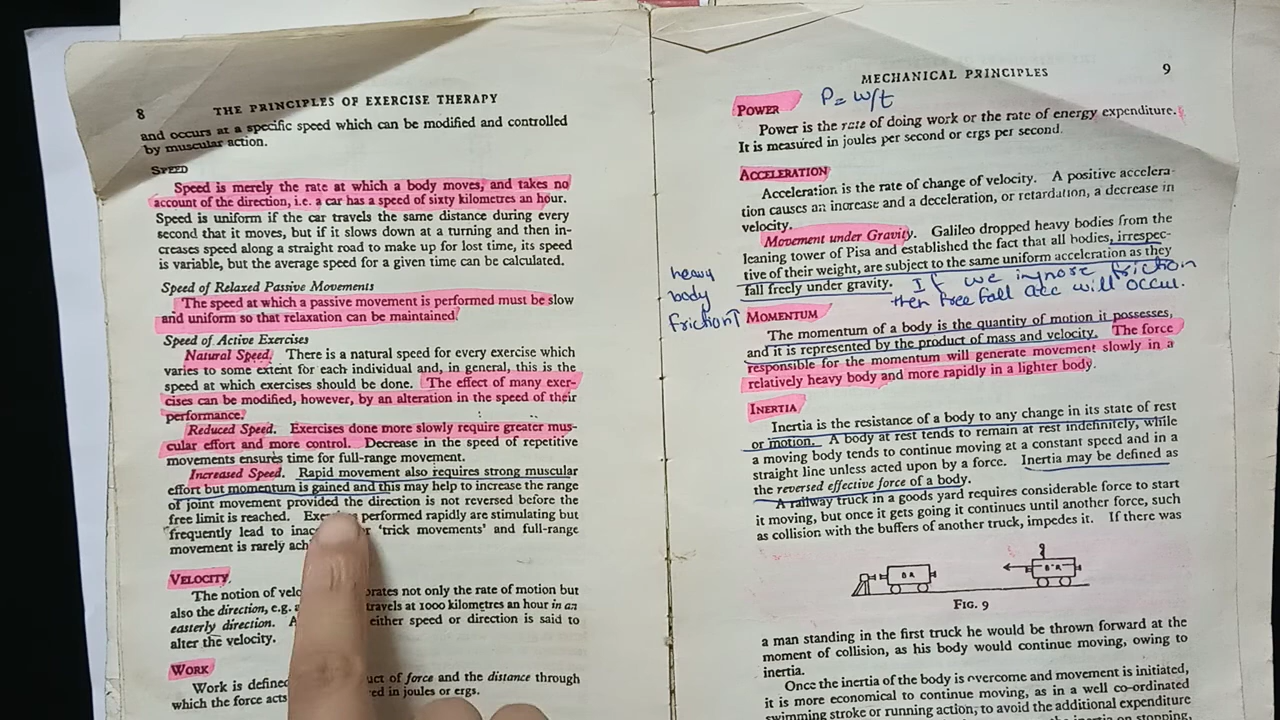 8 THE PRINCIPLES OF EXERCISE THERAPY
and occurs at a specific speed which can be modified and controlled
by muscular action.
SPEED
Speed is merely the rate at which a body moves, and takes no
account of the direction, i.e. a car has a speed of sixty kilometres an hour.
Speed is uniform if the car travels the same distance during every
second that it moves, but if it slows down at a turning and then in-
creases speed along a straight road to make up for lost time, its speed
is variable, but the average speed for a given time can be calculated.
Speed of Relaxed Passive Movements
The speed at which a passive movement is performed must be slow
and uniform so that relaxation can be maintained.
Speed of Active Exercises
Natural Speed. There is a natural speed for every exercise which
varies to some extent for each individual and, in general, this is the
speed at which exercises should be done. The effect of many exer-
cises can be modified, however, by an alteration in the speed of their
performance.
Reduced Speed. Exercises done more slowly require greater mus-
cular effort and more control. Decrease in the speed of repetitive
movements ensures time for full-range movement.
Increased Speed. Rapid movement also requires strong muscular
effort but momentum is gained and this may help to increase the range
of joint movement provided the direction is not reversed before the
free limit is reached. performed rapidly are stimulating but
frequently lead to 'trick movements' and full-range
movement is rarely
VELOCITY.
The notion of not only the rate of motion but
also the direction, e.g. travels at 1000 kilometres an hour in an
easterly direction. either speed or direction is said to
alter the velocity.
WORK
Work is of force and the distance through
which the force acts in joules or ergs.
MECHANICAL PRINCIPLES 9
POWER P = W/t
Power is the rate of doing work or the rate of energy expenditure.
It is measured in joules per second or ergs per second.
ACCELERATION
Acceleration is the rate of change of velocity. A positive accelera-
tion causes an increase and a deceleration, or retardation, a decrease in
velocity.
Movement under Gravity. Galileo dropped heavy bodies from the
leaning tower of Pisa and established the fact that all bodies, irrespec-
tive of their weight, are subject to the same uniform acceleration as they
fall freely under gravity. If we ignose friction
then free fall acc will occur.
heavy
body
friction↑
MOMENTUM
The momentum of a body is the quantity of motion it possesses,
and it is represented by the product of mass and velocity. The force
responsible for the momentum will generate movement slowly in a
relatively heavy body and more rapidly in a lighter body.
INERTIA
Inertia is the resistance of a body to any change in its state of rest
or motion. A body at rest tends to remain at rest indefinitely, while
a moving body tends to continue moving at a constant speed and in a
straight line unless acted upon by a force. Inertia may be defined as
the reversed effective force of a body.
A railway truck in a goods yard requires considerable force to start
it moving, but once it gets going it continues until another force, such
as collision with the buffers of another truck, impedes it. If there was
FIG. 9
a man standing in the first truck he would be thrown forward at the
moment of collision, as his body would continue moving, owing to
inertia.
Once the inertia of the body is overcome and movement is initiated,
it is more economical to continue moving, as in a well co-ordinated
swimming stroke or running action, to avoid the additional expenditure
inertia on stopping,